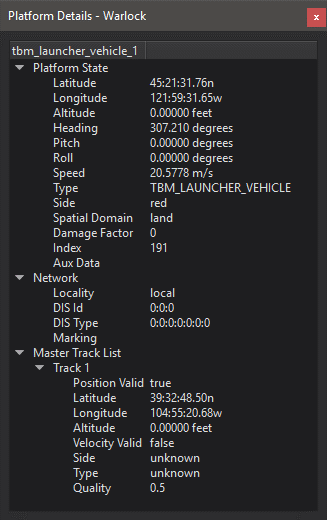 Platform Details - Warlock
x
tbm_launcher_vehicle_1
Platform State
Latitude 45:21:31.76n
Longitude 121:59:31.65w
Altitude 0.00000 feet
Heading 307.210 degrees
Pitch 0.00000 degrees
Roll 0.00000 degrees
Speed 20.5778 m/s
Type TBM_LAUNCHER_VEHICLE
Side red
Spatial Domain land
Damage Factor 0
Index 191
Aux Data
Network
Locality local
DIS Id 0:0:0
DIS Type 0:0:0:0:0:0:0
Marking
Master Track List
Track 1
Position Valid true
Latitude 39:32:48.50n
Longitude 104:55:20.68w
Altitude 0.00000 feet
Velocity Valid false
Side unknown
Type unknown
Quality 0.5